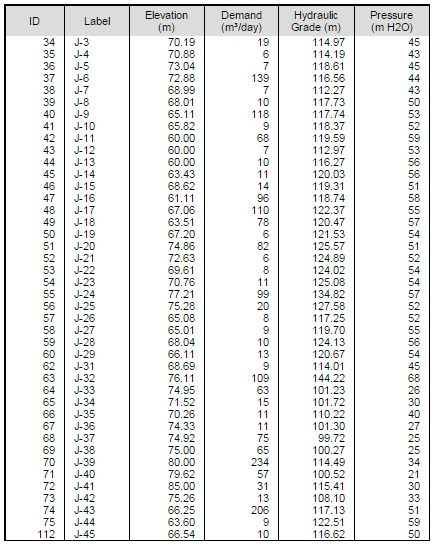 ID Label Elevation (m) Demand (m³/day) Hydraulic Grade (m) Pressure (m H2O)
34 J-3 70.19 19 114.97 45
35 J-4 70.88 6 114.19 43
36 J-5 73.04 7 118.61 45
37 J-6 72.88 139 116.56 44
38 J-7 68.99 7 112.27 43
39 J-8 68.01 10 117.73 50
40 J-9 65.11 118 117.74 53
41 J-10 65.82 9 118.37 52
42 J-11 60.00 68 119.59 59
43 J-12 60.00 7 112.97 53
44 J-13 60.00 10 116.27 56
45 J-14 63.43 11 120.03 56
46 J-15 68.62 14 119.31 51
47 J-16 61.11 96 118.74 58
48 J-17 67.06 110 122.37 55
49 J-18 63.51 78 120.47 57
50 J-19 67.20 6 121.53 54
51 J-20 74.86 82 125.57 51
52 J-21 72.63 6 124.89 52
53 J-22 69.61 8 124.02 54
54 J-23 70.76 11 125.08 54
55 J-24 77.21 99 134.82 57
56 J-25 75.28 20 127.58 52
57 J-26 65.08 8 117.25 52
58 J-27 65.01 9 119.70 55
59 J-28 68.04 10 124.13 56
60 J-29 66.11 13 120.67 54
62 J-31 68.69 9 114.01 45
63 J-32 76.11 109 144.22 68
64 J-33 74.95 63 101.23 26
65 J-34 71.52 15 101.72 30
66 J-35 70.26 11 110.22 40
67 J-36 74.33 11 101.30 27
68 J-37 74.92 75 99.72 25
69 J-38 75.00 65 100.27 25
70 J-39 80.00 234 114.49 34
71 J-40 79.62 57 100.52 21
72 J-41 85.00 31 115.41 30
73 J-42 75.26 13 108.10 33
74 J-43 66.25 206 117.13 51
75 J-44 63.60 9 122.51 59
112 J-45 66.54 10 116.62 50